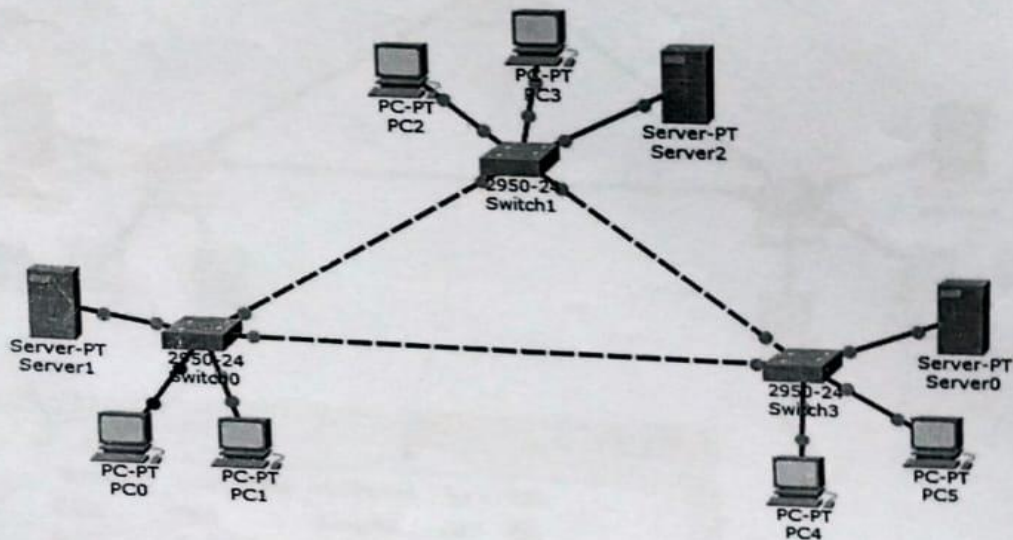 PC-PT
PC2
PC-PT
PC3
Server-PT
Server2
2950-24
Switch1
Server-PT
Server1
2950-24
Switch0
PC-PT
PC0
PC-PT
PC1
Server-PT
Server0
2950-24
Switch3
PC-PT
PC4
PC-PT
PC5